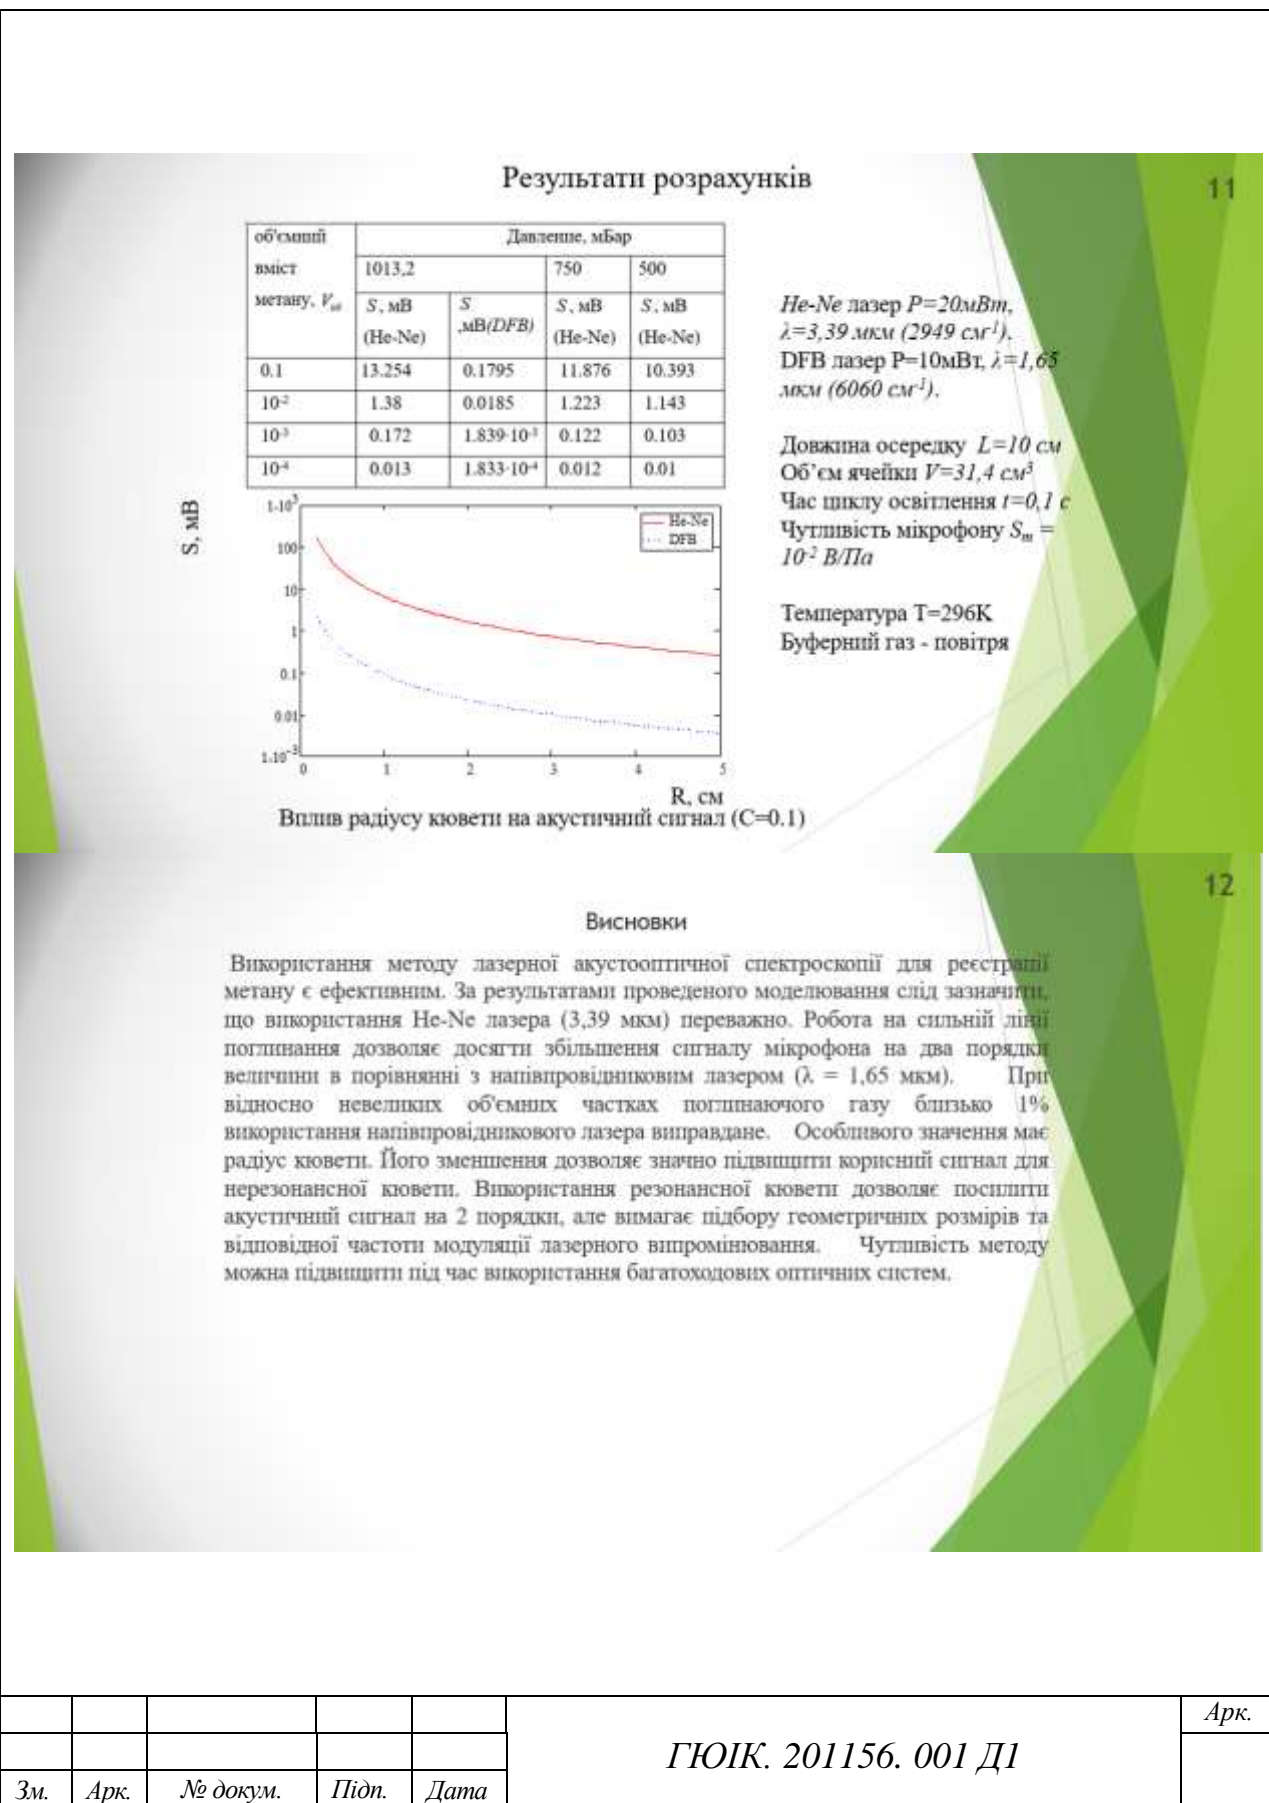 Результати розрахунків
11
об'ємний вміст метану, Vоб
Давление, мБар
1013,2 750 500
S, мВ (He-Ne) S ,мВ(DFB) S, мВ (He-Ne) S, мВ (He-Ne)
0.1 13.254 0.1795 11.876 10.393
10-2 1.38 0.0185 1.223 1.143
10-3 0.172 1.839·10-3 0.122 0.103
10-4 0.013 1.833·10-4 0.012 0.01
He-Ne лазер P=20мВт,
λ=3,39 мкм (2949 см-1).
DFB лазер P=10мВт, λ=1,65
мкм (6060 см-1).
Довжина осередку L=10 см
Об’єм ячейки V=31,4 см3
Час циклу освітлення t=0,1 с
Чутливість мікрофону Sm =
10-2 В/Па
Температура T=296K
Буферний газ - повітря
S, мВ
1·103
100
10
1
0.1
0.01
1·10-3
He-Ne
DFB
0 1 2 3 4 5
R, см
Вплив радіусу кювети на акустичний сигнал (C=0.1)
12
Висновки
Використання методу лазерної акустооптичної спектроскопії для реєстрації
метану є ефективним. За результатами проведеного моделювання слід зазначити,
що використання He-Ne лазера (3,39 мкм) переважно. Робота на сильній лінії
поглинання дозволяє досягти збільшення сигналу мікрофона на два порядки
величини в порівнянні з напівпровідниковим лазером (λ = 1,65 мкм). При
відносно невеликих об'ємних частках поглинаючого газу близько 1%
використання напівпровідникового лазера виправдане. Особливого значення має
радіус кювети. Його зменшення дозволяє значно підвищити корисний сигнал для
нерезонансної кювети. Використання резонансної кювети дозволяє посилити
акустичний сигнал на 2 порядки, але вимагає підбору геометричних розмірів та
відповідної частоти модуляції лазерного випромінювання. Чутливість методу
можна підвищити під час використання багатоходових оптичних систем.
ГЮІК. 201156. 001 Д1
Арк.
Зм. Арк. № докум. Підп. Дата